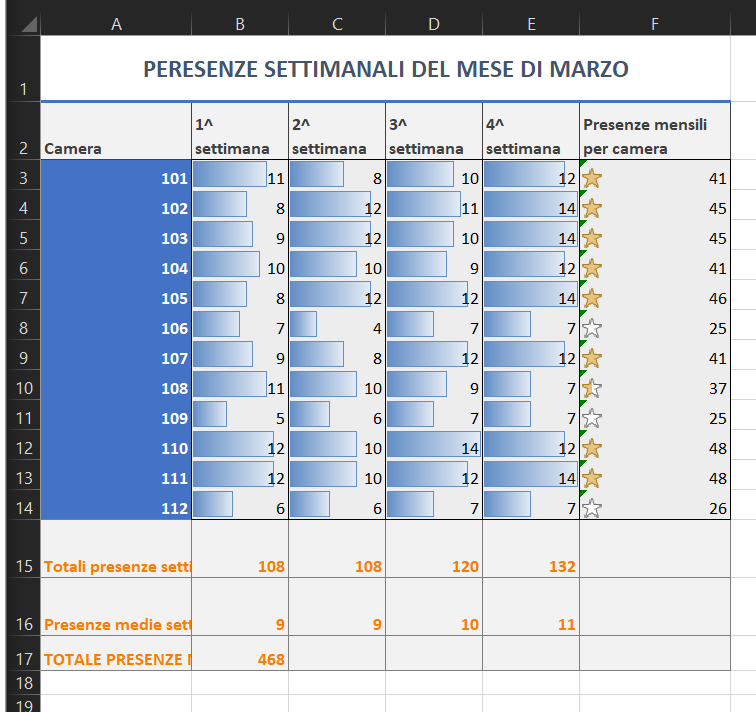 A B C D E F
1 PERESENZE SETTIMANALI DEL MESE DI MARZO
1^ 2^ 3^ 4^ Presenze mensili
2 Camera settimana settimana settimana settimana per camera
3 101 11 8 10 12 41
4 102 8 12 11 14 45
5 103 9 12 10 14 45
6 104 10 10 9 12 41
7 105 8 12 12 14 46
8 106 7 4 7 7 25
9 107 9 8 12 12 41
10 108 11 10 9 7 37
11 109 5 6 7 7 25
12 110 12 10 14 12 48
13 111 12 10 12 14 48
14 112 6 6 7 7 26
15 Totali presenze setti 108 108 120 132
16 Presenze medie sett 9 9 10 11
17 TOTALE PRESENZE 468
18
19